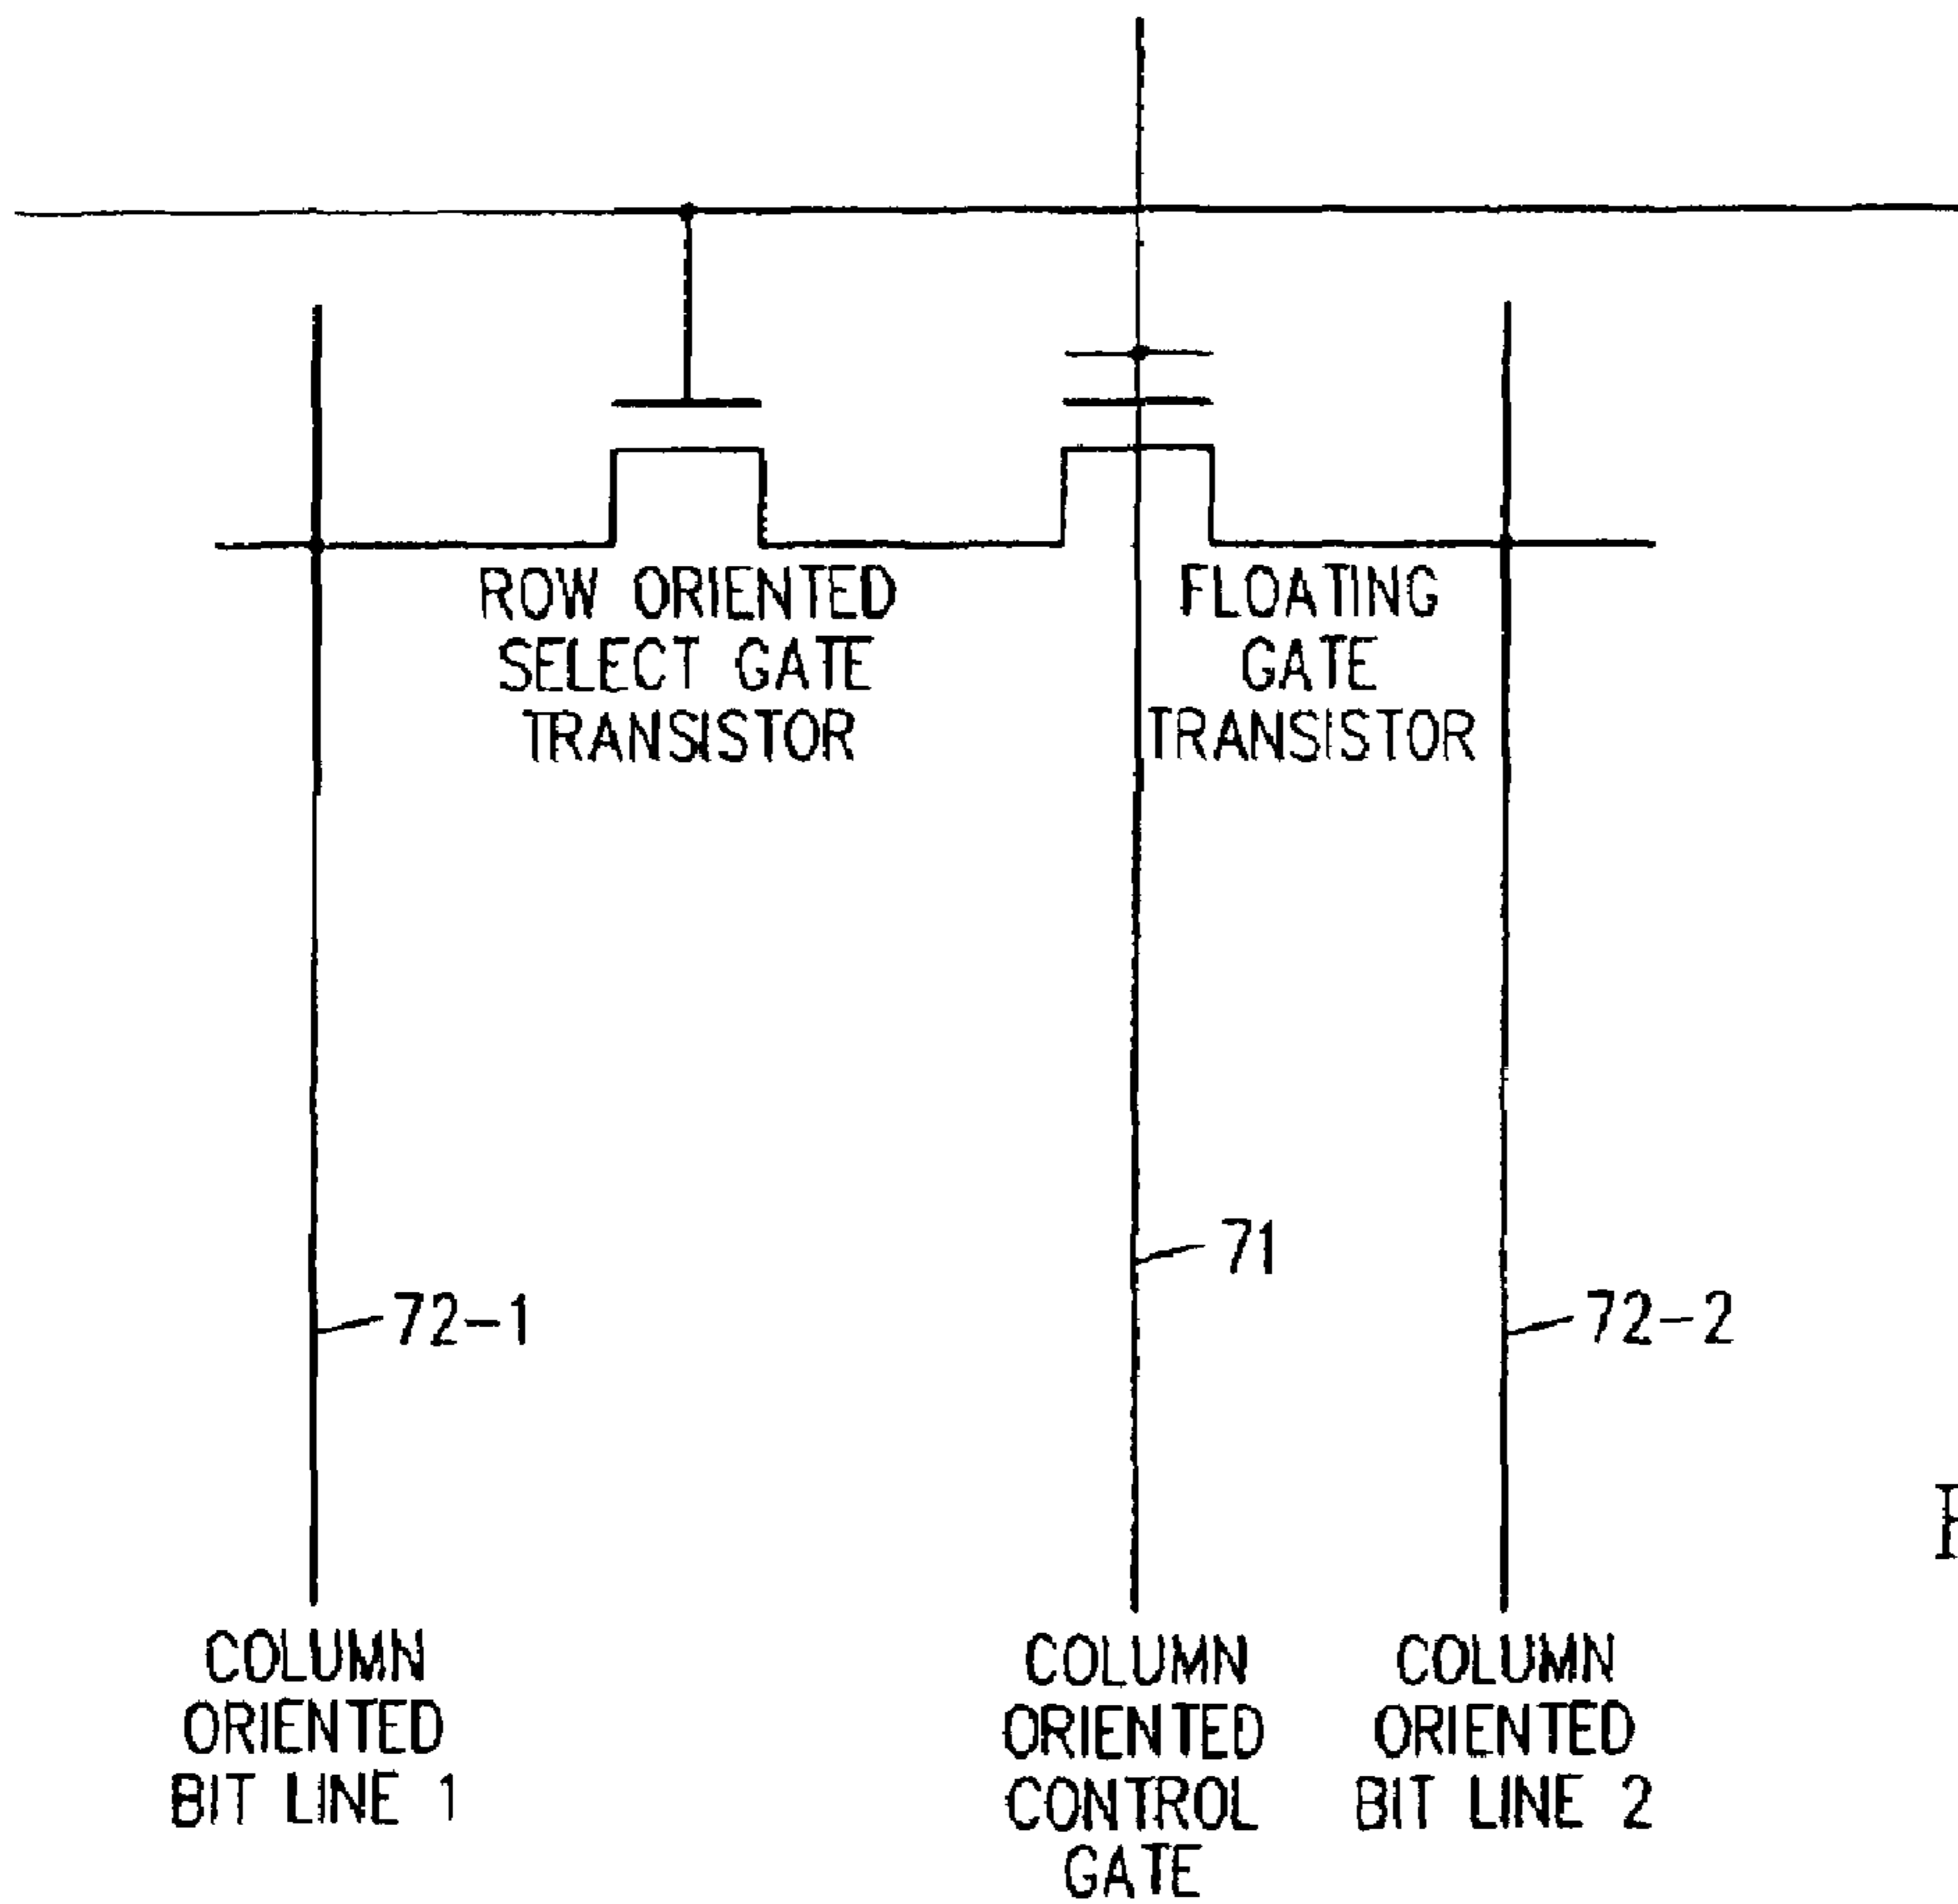 ROW ORIENTED
SELECT GATE
TRANSISTOR
FLOATING
GATE
TRANSISTOR
71
72-1
72-2
COLUMN
ORIENTED
BIT LINE 1
COLUMN
ORIENTED
CONTROL
GATE
COLUMN
ORIENTED
BIT LINE 2